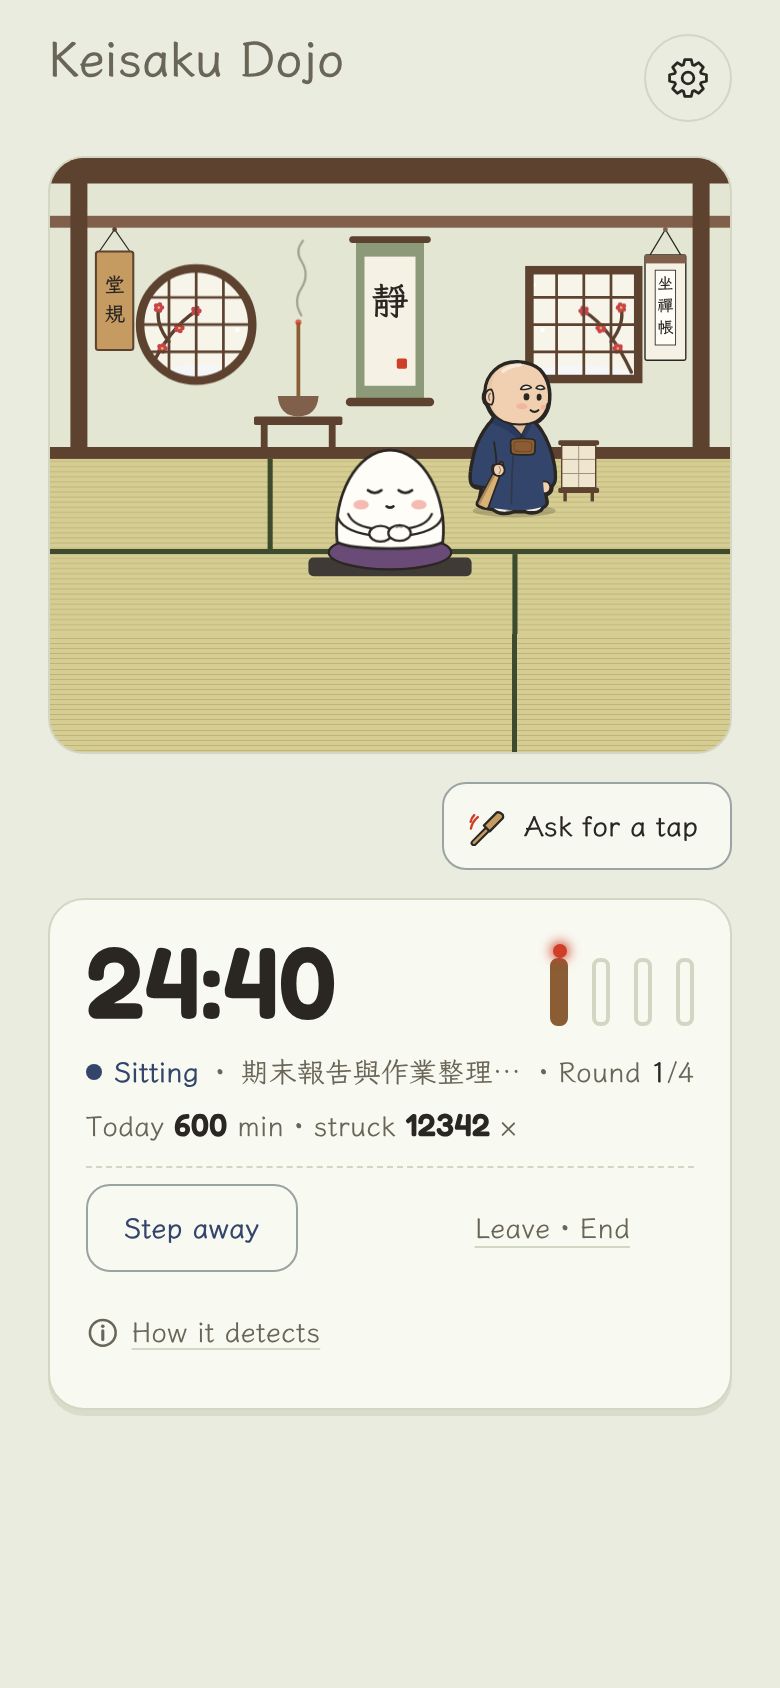 Keisaku Dojo
堂規
靜
坐禪帳
Ask for a tap
24:40
Sitting • 期末報告與作業整理… • Round 1/4
Today 600 min • struck 12342 ×
Step away
Leave • End
How it detects